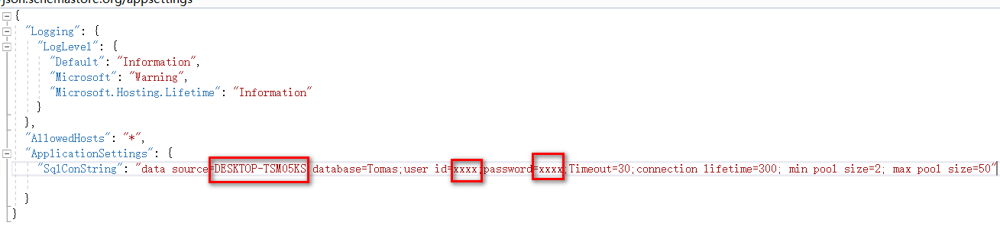 json.schemastore.org/appsettings
{
"Logging": {
"LogLevel": {
"Default": "Information",
"Microsoft": "Warning",
"Microsoft.Hosting.Lifetime": "Information"
}
},
"AllowedHosts": "*",
"ApplicationSettings": {
"SqlConString": "data source=DESKTOP-TSM05KS database=Tomas;user id=xxxx;password=xxxx;Timeout=30;connection lifetime=300; min pool size=2; max pool size=50"
}
}